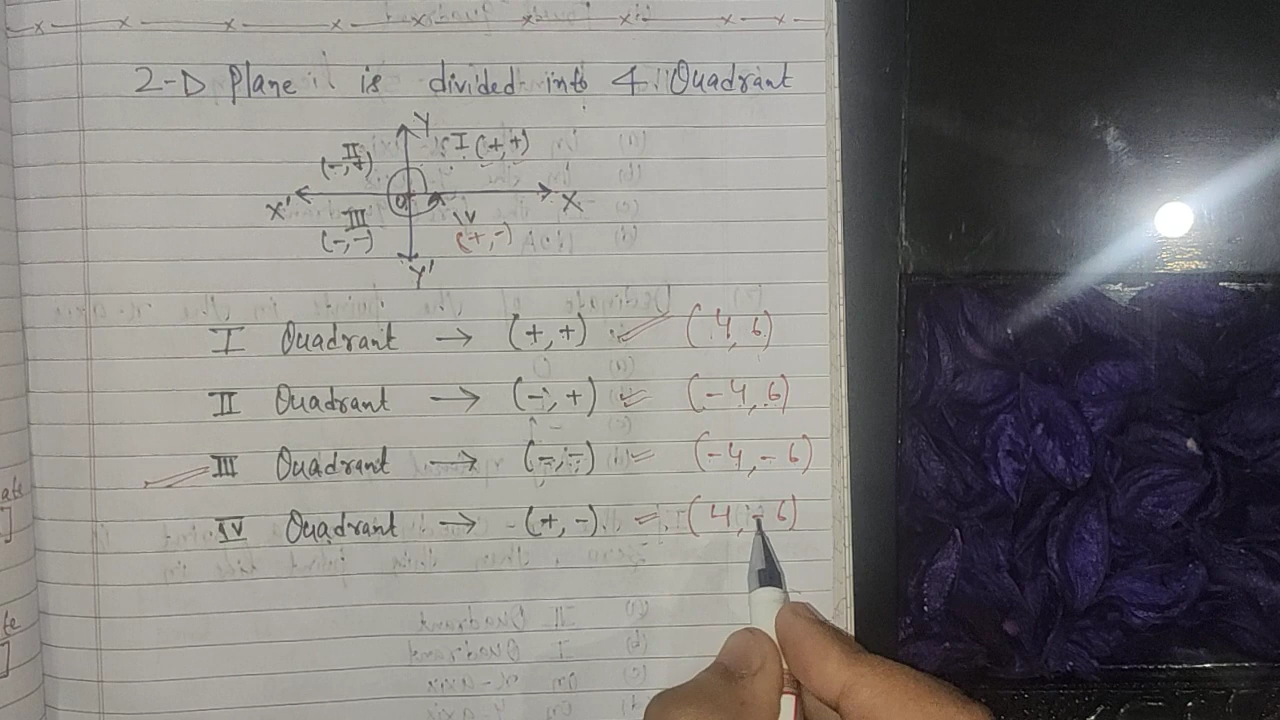 2-D Plane is divided into 4 Quadrant
Y
II I (+,+)
(-,+)
X' O X
III IV
(-,-) (+,-)
Y'
I Quadrant → (+,+) (4,6)
II Quadrant → (-,+) (-4,6)
III Quadrant → (-,-) (-4,-6)
IV Quadrant → (+,-) (4,-6)